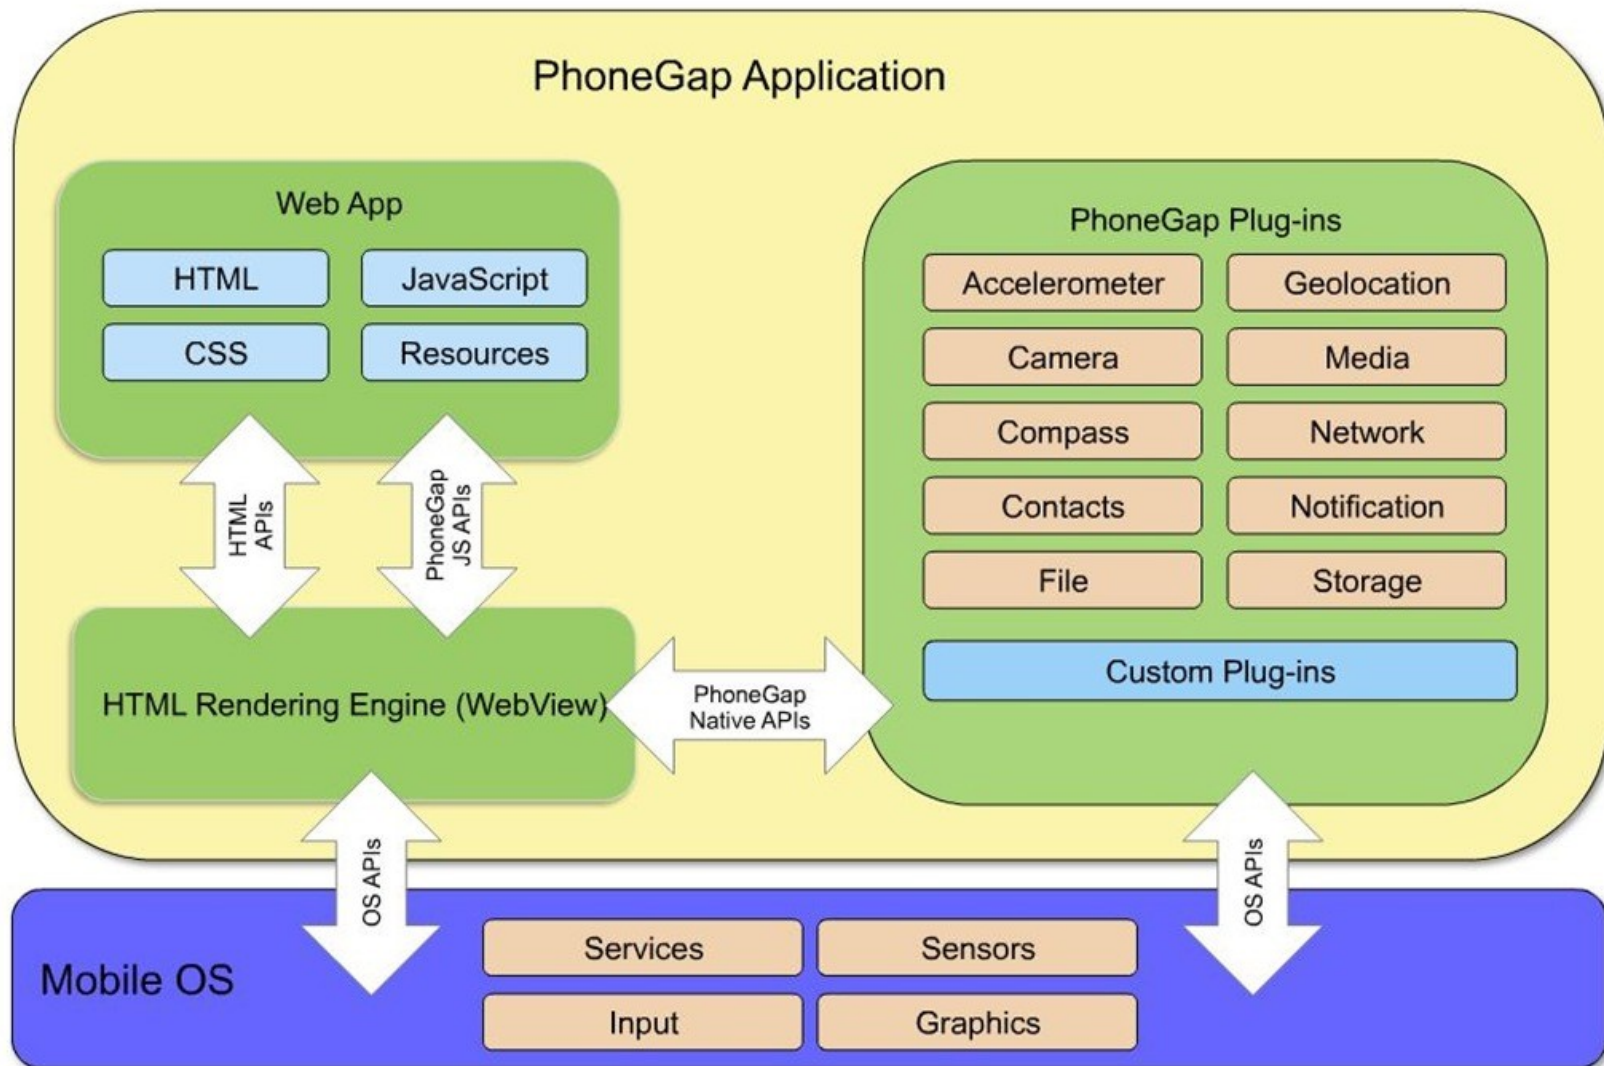 PhoneGap Application
Web App
HTML
JavaScript
CSS
Resources
HTML
APIs
PhoneGap
JS APIs
HTML Rendering Engine (WebView)
PhoneGap
Native APIs
PhoneGap Plug-ins
Accelerometer
Geolocation
Camera
Media
Compass
Network
Contacts
Notification
File
Storage
Custom Plug-ins
OS APIs
OS APIs
Mobile OS
Services
Sensors
Input
Graphics